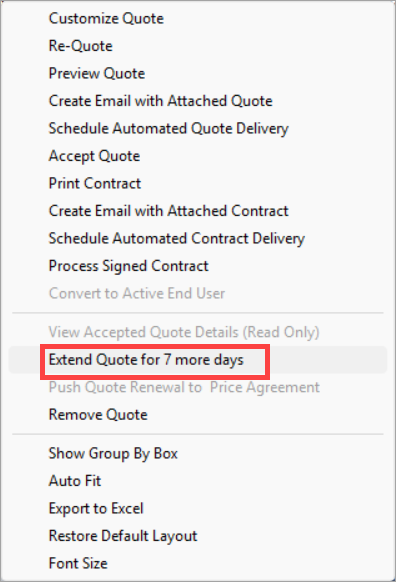 Customize Quote
Re-Quote
Preview Quote
Create Email with Attached Quote
Schedule Automated Quote Delivery
Accept Quote
Print Contract
Create Email with Attached Contract
Schedule Automated Contract Delivery
Process Signed Contract
Convert to Active End User
View Accepted Quote Details (Read Only)
Extend Quote for 7 more days
Push Quote Renewal to  Price Agreement
Remove Quote
Show Group By Box
Auto Fit
Export to Excel
Restore Default Layout
Font Size